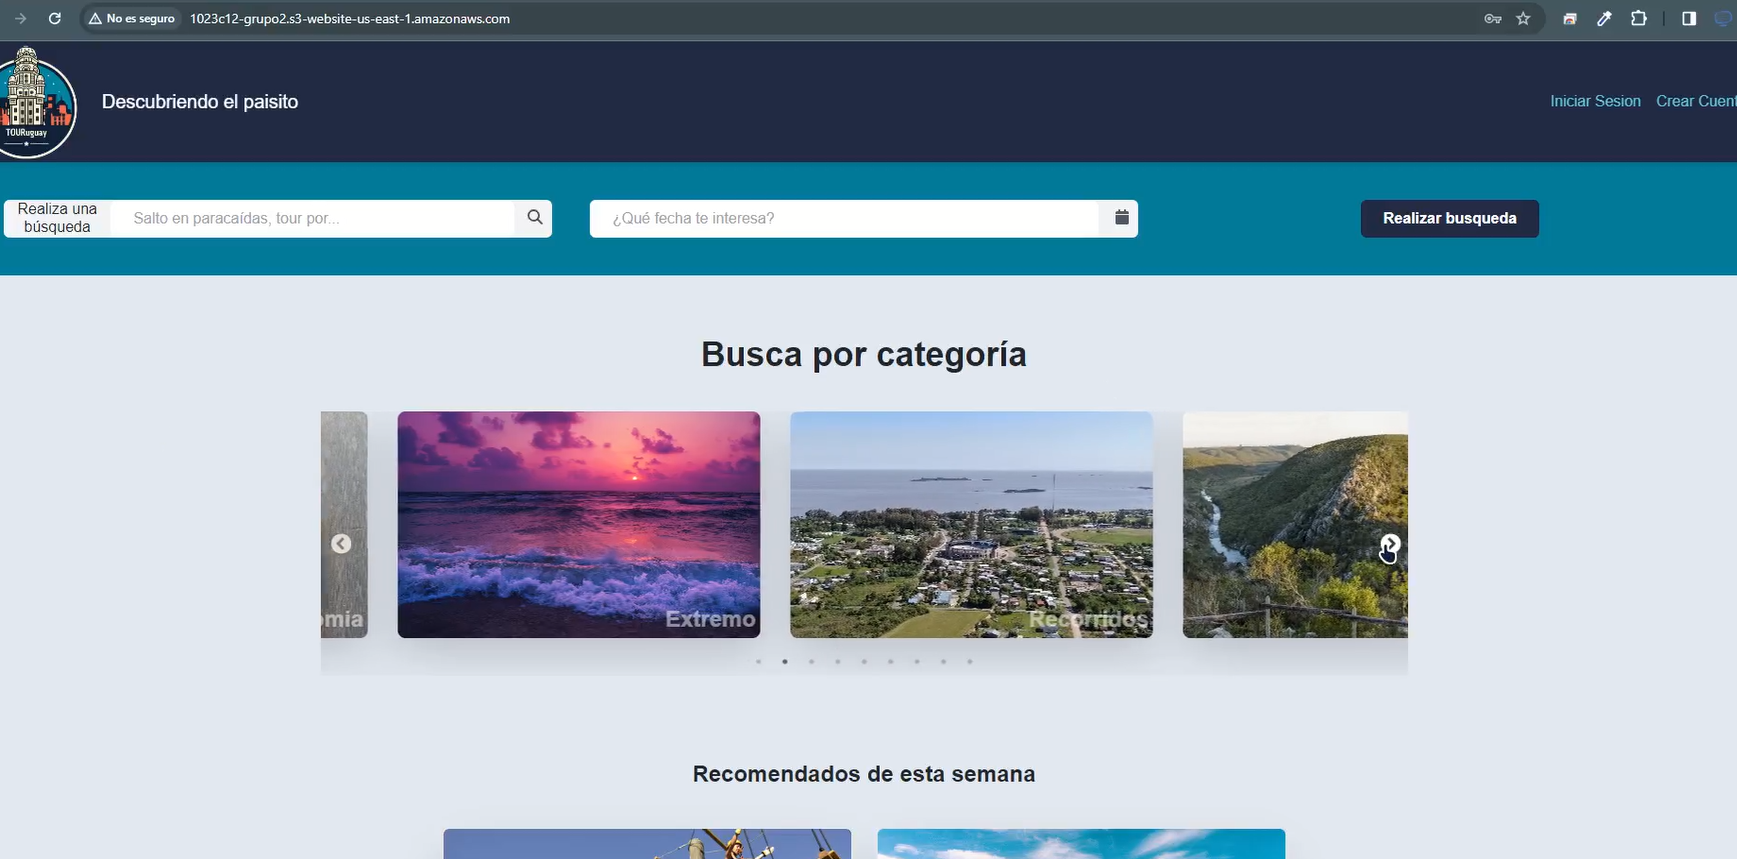 No es seguro
1023c12-grupo2.s3-website-us-east-1.amazonaws.com
TOURuguay
Descubriendo el paisito
Iniciar Sesion
Crear Cuent
Realiza una
búsqueda
Salto en paracaídas, tour por...
¿Qué fecha te interesa?
Realizar busqueda
Busca por categoría
omía
Extremo
Recorridos
Recomendados de esta semana